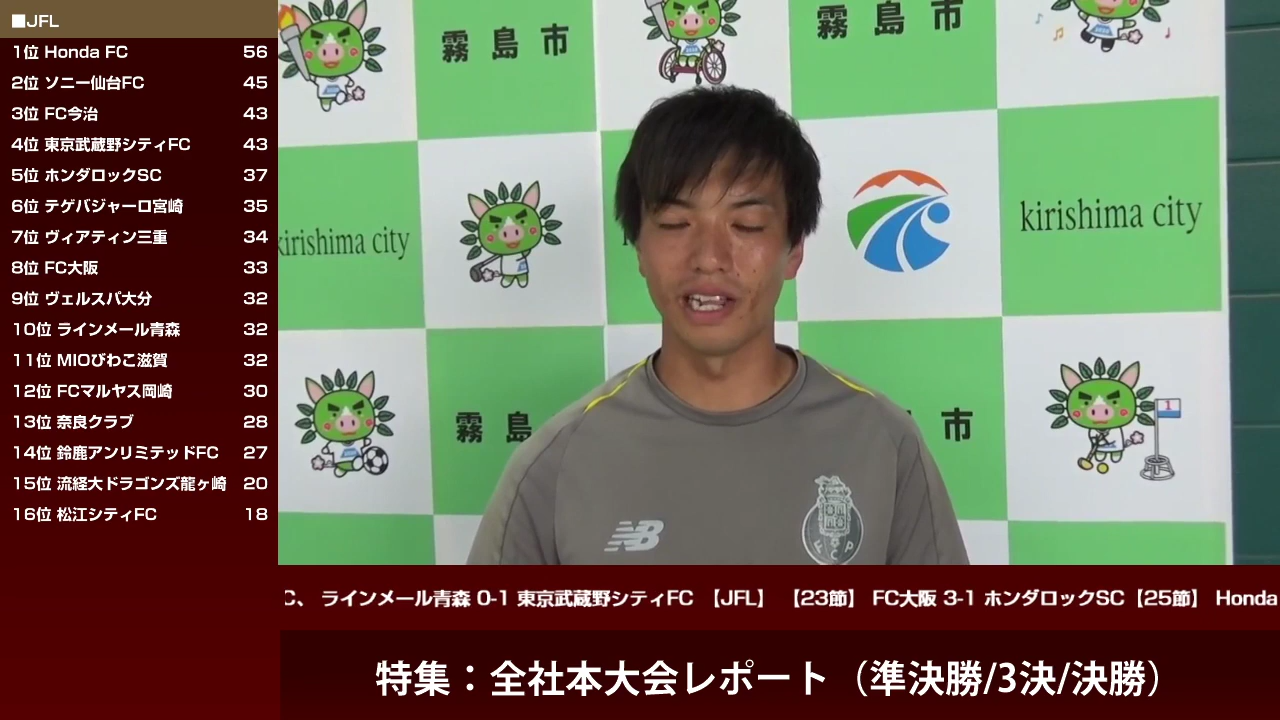 ■JFL
1位 Honda FC 56
2位 ソニー仙台FC 45
3位 FC今治 43
4位 東京武蔵野シティFC 43
5位 ホンダロックSC 37
6位 テゲバジャーロ宮崎 35
7位 ヴィアティン三重 34
8位 FC大阪 33
9位 ヴェルスパ大分 32
10位 ラインメール青森 32
11位 MIOびわこ滋賀 32
12位 FCマルヤス岡崎 30
13位 奈良クラブ 28
14位 鈴鹿アンリミテッドFC 27
15位 流経大ドラゴンズ龍ヶ崎 20
16位 松江シティFC 18
霧島市
霧島市
kirishima city
kirishima city
霧島
市
1
NB
FCP
C、 ラインメール青森 0-1 東京武蔵野シティFC 【JFL】 【23節】 FC大阪 3-1 ホンダロックSC【25節】 Honda
特集：全社本大会レポート（準決勝/3決/決勝）